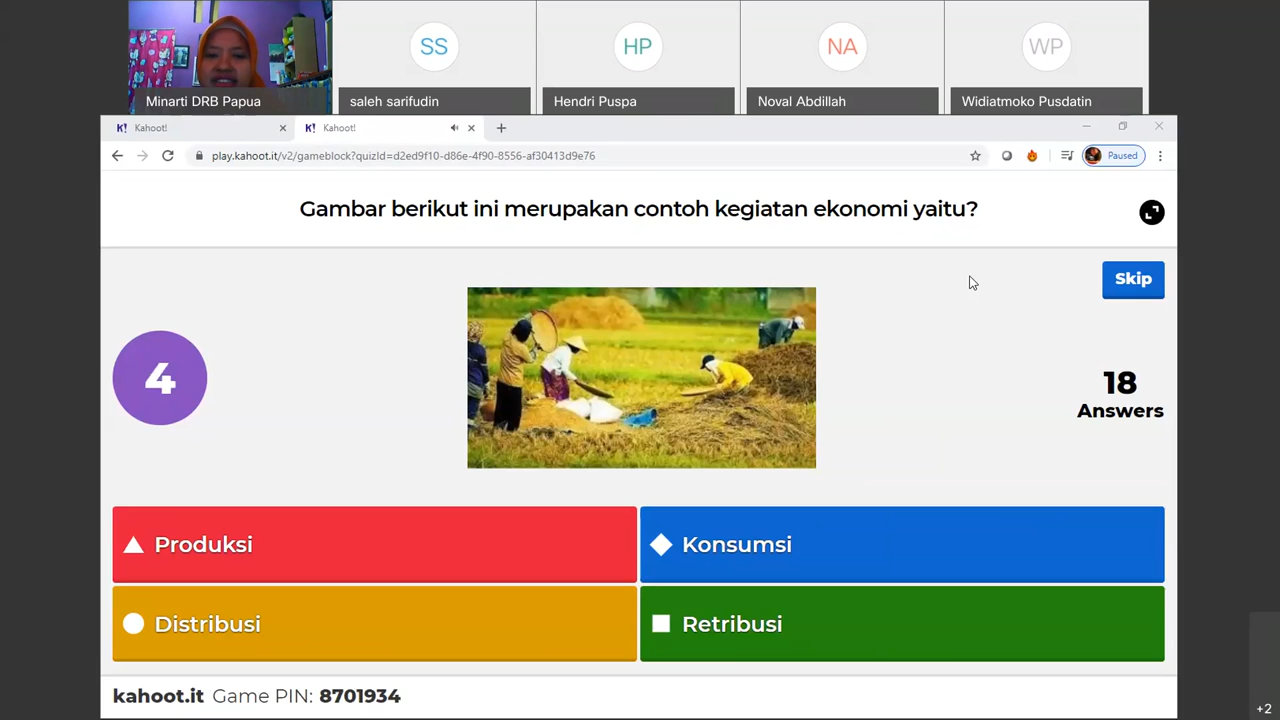 SS
HP
NA
WP
Minarti DRB Papua
saleh sarifudin
Hendri Puspa
Noval Abdillah
Widiatmoko Pusdatin
K! Kahoot!
K! Kahoot!
play.kahoot.it/v2/gameblock?quizId=d2ed9f10-d86e-4f90-8556-af30413d9e76
Paused
Gambar berikut ini merupakan contoh kegiatan ekonomi yaitu?
Skip
4
18
Answers
Produksi
Konsumsi
Distribusi
Retribusi
kahoot.it Game PIN: 8701934
+2